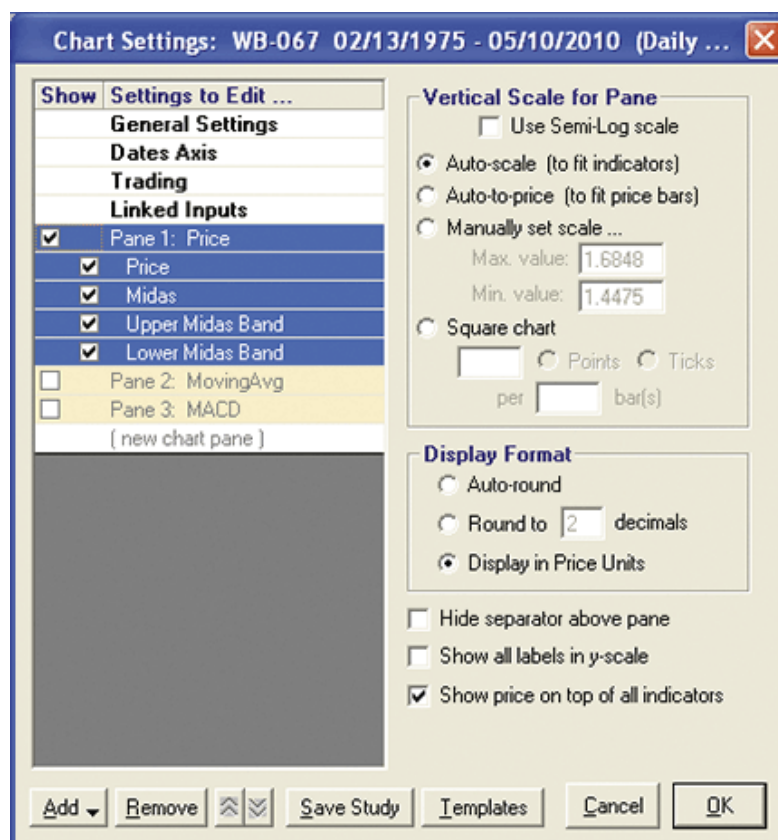 Chart Settings: WB-067 02/13/1975 - 05/10/2010 (Daily ...
Show Settings to Edit ...
General Settings
Dates Axis
Trading
Linked Inputs
Pane 1: Price
Price
Midas
Upper Midas Band
Lower Midas Band
Pane 2: MovingAvg
Pane 3: MACD
( new chart pane )
Vertical Scale for Pane
Use Semi-Log scale
Auto-scale (to fit indicators)
Auto-to-price (to fit price bars)
Manually set scale ...
Max. value: 1.6848
Min. value: 1.4475
Square chart
Points Ticks
per bar(s)
Display Format
Auto-round
Round to 2 decimals
Display in Price Units
Hide separator above pane
Show all labels in y-scale
Show price on top of all indicators
Add Remove Save Study Templates Cancel OK